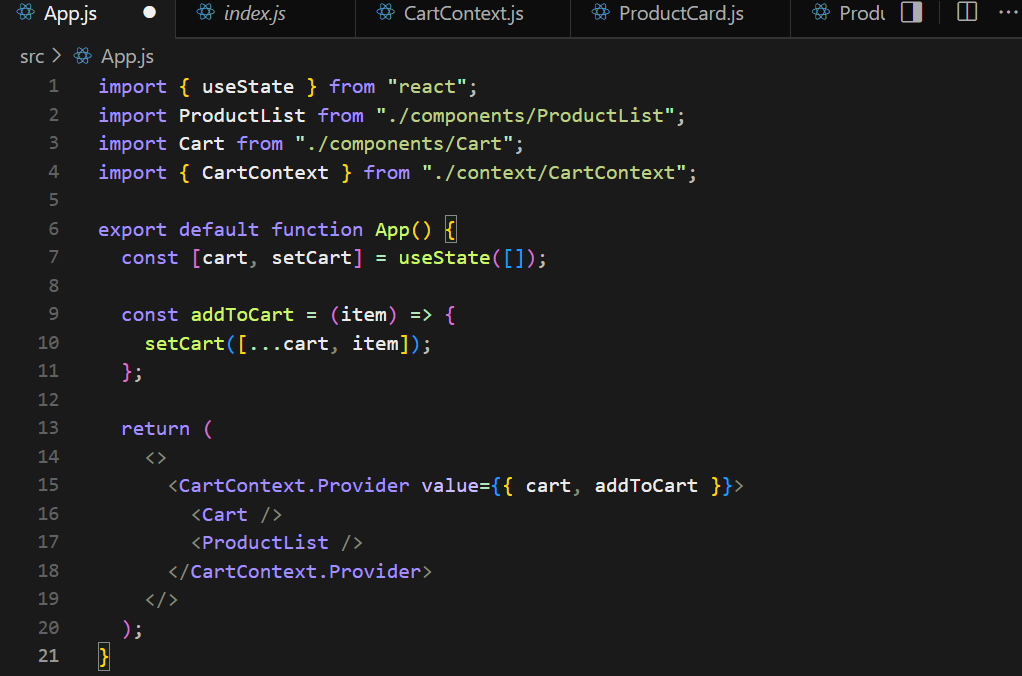 App.js index.js CartContext.js ProductCard.js Produ
src App.js
1 import { useState } from "react";
2 import ProductList from "./components/ProductList";
3 import Cart from "./components/Cart";
4 import { CartContext } from "./context/CartContext";
5
6 export default function App() {
7   const [cart, setCart] = useState([]);
8
9   const addToCart = (item) => {
10     setCart([...cart, item]);
11   };
12
13   return (
14     <>
15       <CartContext.Provider value={{ cart, addToCart }}>
16         <Cart />
17         <ProductList />
18       </CartContext.Provider>
19     </>
20   );
21 }